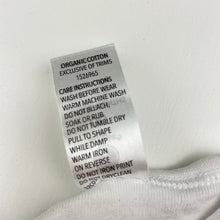 ORGANIC COTTON
EXCLUSIVE OF TRIMS
1526965
CARE INSTRUCTIONS
WASH BEFORE WEAR
WARM MACHINE WASH
DO NOT BLEACH,
SOAK OR RUB.
DO NOT TUMBLE DRY
PULL TO SHAPE
WHILE DAMP
WARM IRON
ON REVERSE
DO NOT IRON PRINT
DRYCLEAN